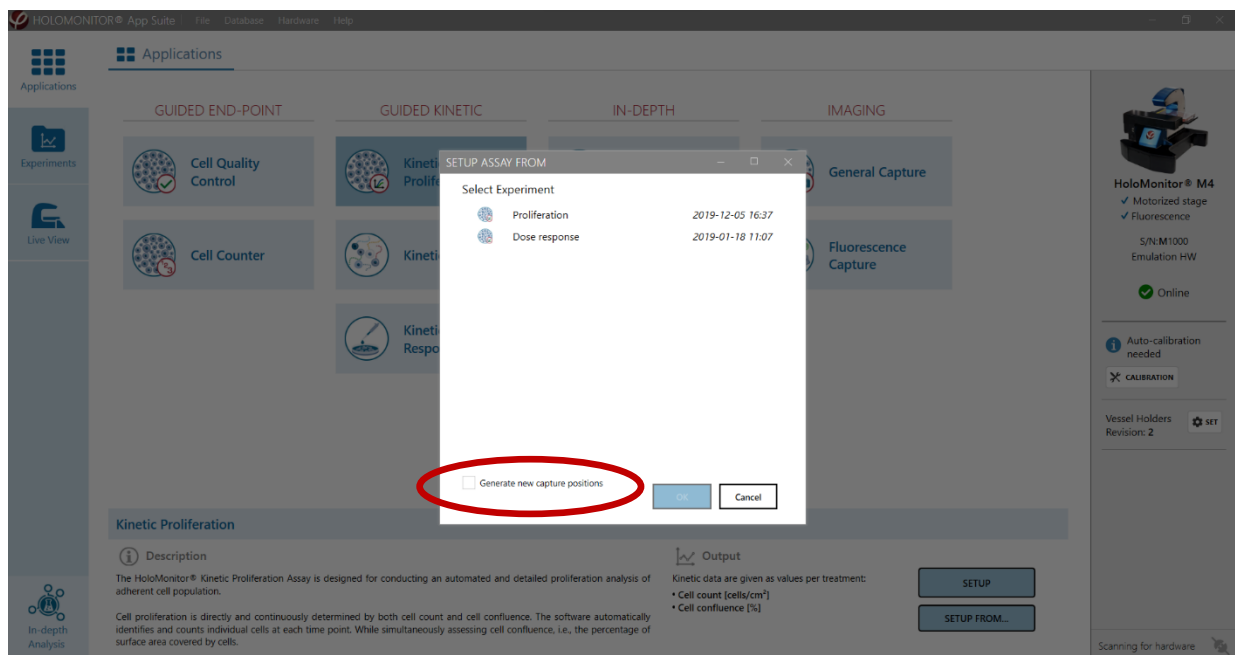 HOLOMONITOR® App Suite File Database Hardware Help
Applications
Applications
Experiments
Live View
In-depth
Analysis
GUIDED END-POINT
GUIDED KINETIC
IN-DEPTH
IMAGING
Cell Quality
Control
Cell Counter
Kineti
Prolife
Kineti
Kineti
Respo
General Capture
Fluorescence
Capture
SETUP ASSAY FROM
Select Experiment
Proliferation 2019-12-05 16:37
Dose response 2019-01-18 11:07
Generate new capture positions
OK Cancel
HoloMonitor® M4
Motorized stage
Fluorescence
S/N:M1000
Emulation HW
Online
Auto-calibration
needed
CALIBRATION
Vessel Holders
Revision: 2
SET
Scanning for hardware
Kinetic Proliferation
Description
The HoloMonitor® Kinetic Proliferation Assay is designed for conducting an automated and detailed proliferation analysis of
adherent cell population.
Cell proliferation is directly and continuously determined by both cell count and cell confluence. The software automatically
identifies and counts individual cells at each time point. While simultaneously assessing cell confluence, i.e., the percentage of
surface area covered by cells.
Output
Kinetic data are given as values per treatment:
• Cell count [cells/cm²]
• Cell confluence [%]
SETUP
SETUP FROM...